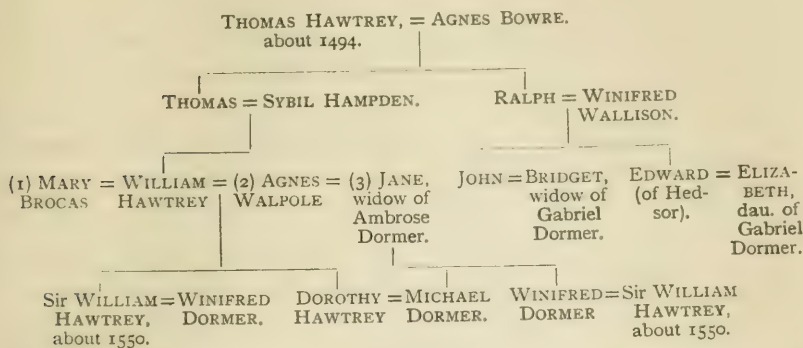 THOMAS HAWTREY, = AGNES BOWRE.
about 1494.
THOMAS = SYBIL HAMPDEN.
RALPH = WINIFRED
WALLISON.
(1) MARY = WILLIAM = (2) AGNES = (3) JANE,
BROCAS HAWTREY WALPOLE widow of
Ambrose
Dormer.
JOHN = BRIDGET,
widow of
Gabriel
Dormer.
EDWARD = ELIZA-
(of Hed- BETH,
sor). dau. of
Gabriel
Dormer.
Sir WILLIAM = WINIFRED
HAWTREY, DORMER.
about 1550.
DOROTHY = MICHAEL
HAWTREY DORMER.
WINIFRED = Sir WILLIAM
DORMER HAWTREY,
about 1550.